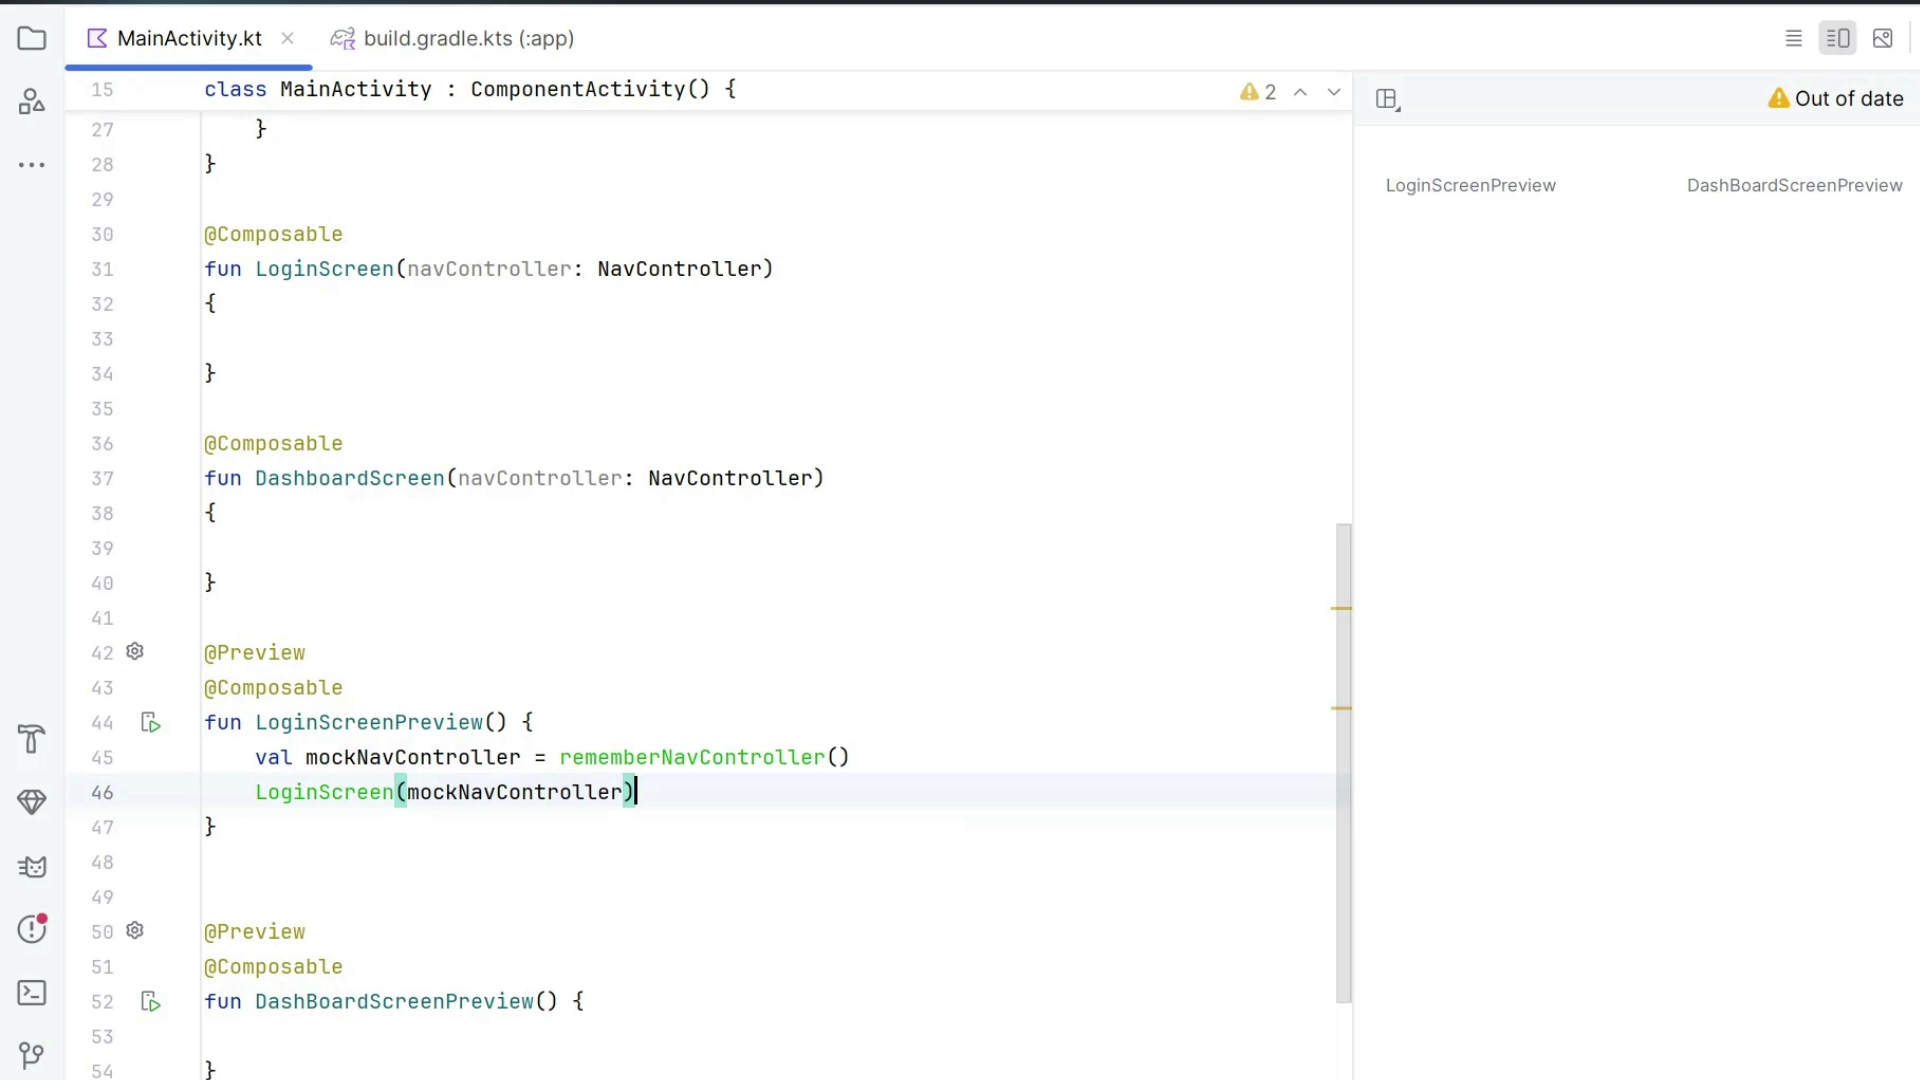 MainActivity.kt
build.gradle.kts (:app)
15 class MainActivity : ComponentActivity() {
2
Out of date
27 }
28 }
29
30 @Composable
31 fun LoginScreen(navController: NavController)
32 {
33
34 }
35
36 @Composable
37 fun DashboardScreen(navController: NavController)
38 {
39
40 }
41
42 @Preview
43 @Composable
44 fun LoginScreenPreview() {
45 val mockNavController = rememberNavController()
46 LoginScreen(mockNavController)
47 }
48
49
50 @Preview
51 @Composable
52 fun DashBoardScreenPreview() {
53
54 }
LoginScreenPreview
DashBoardScreenPreview